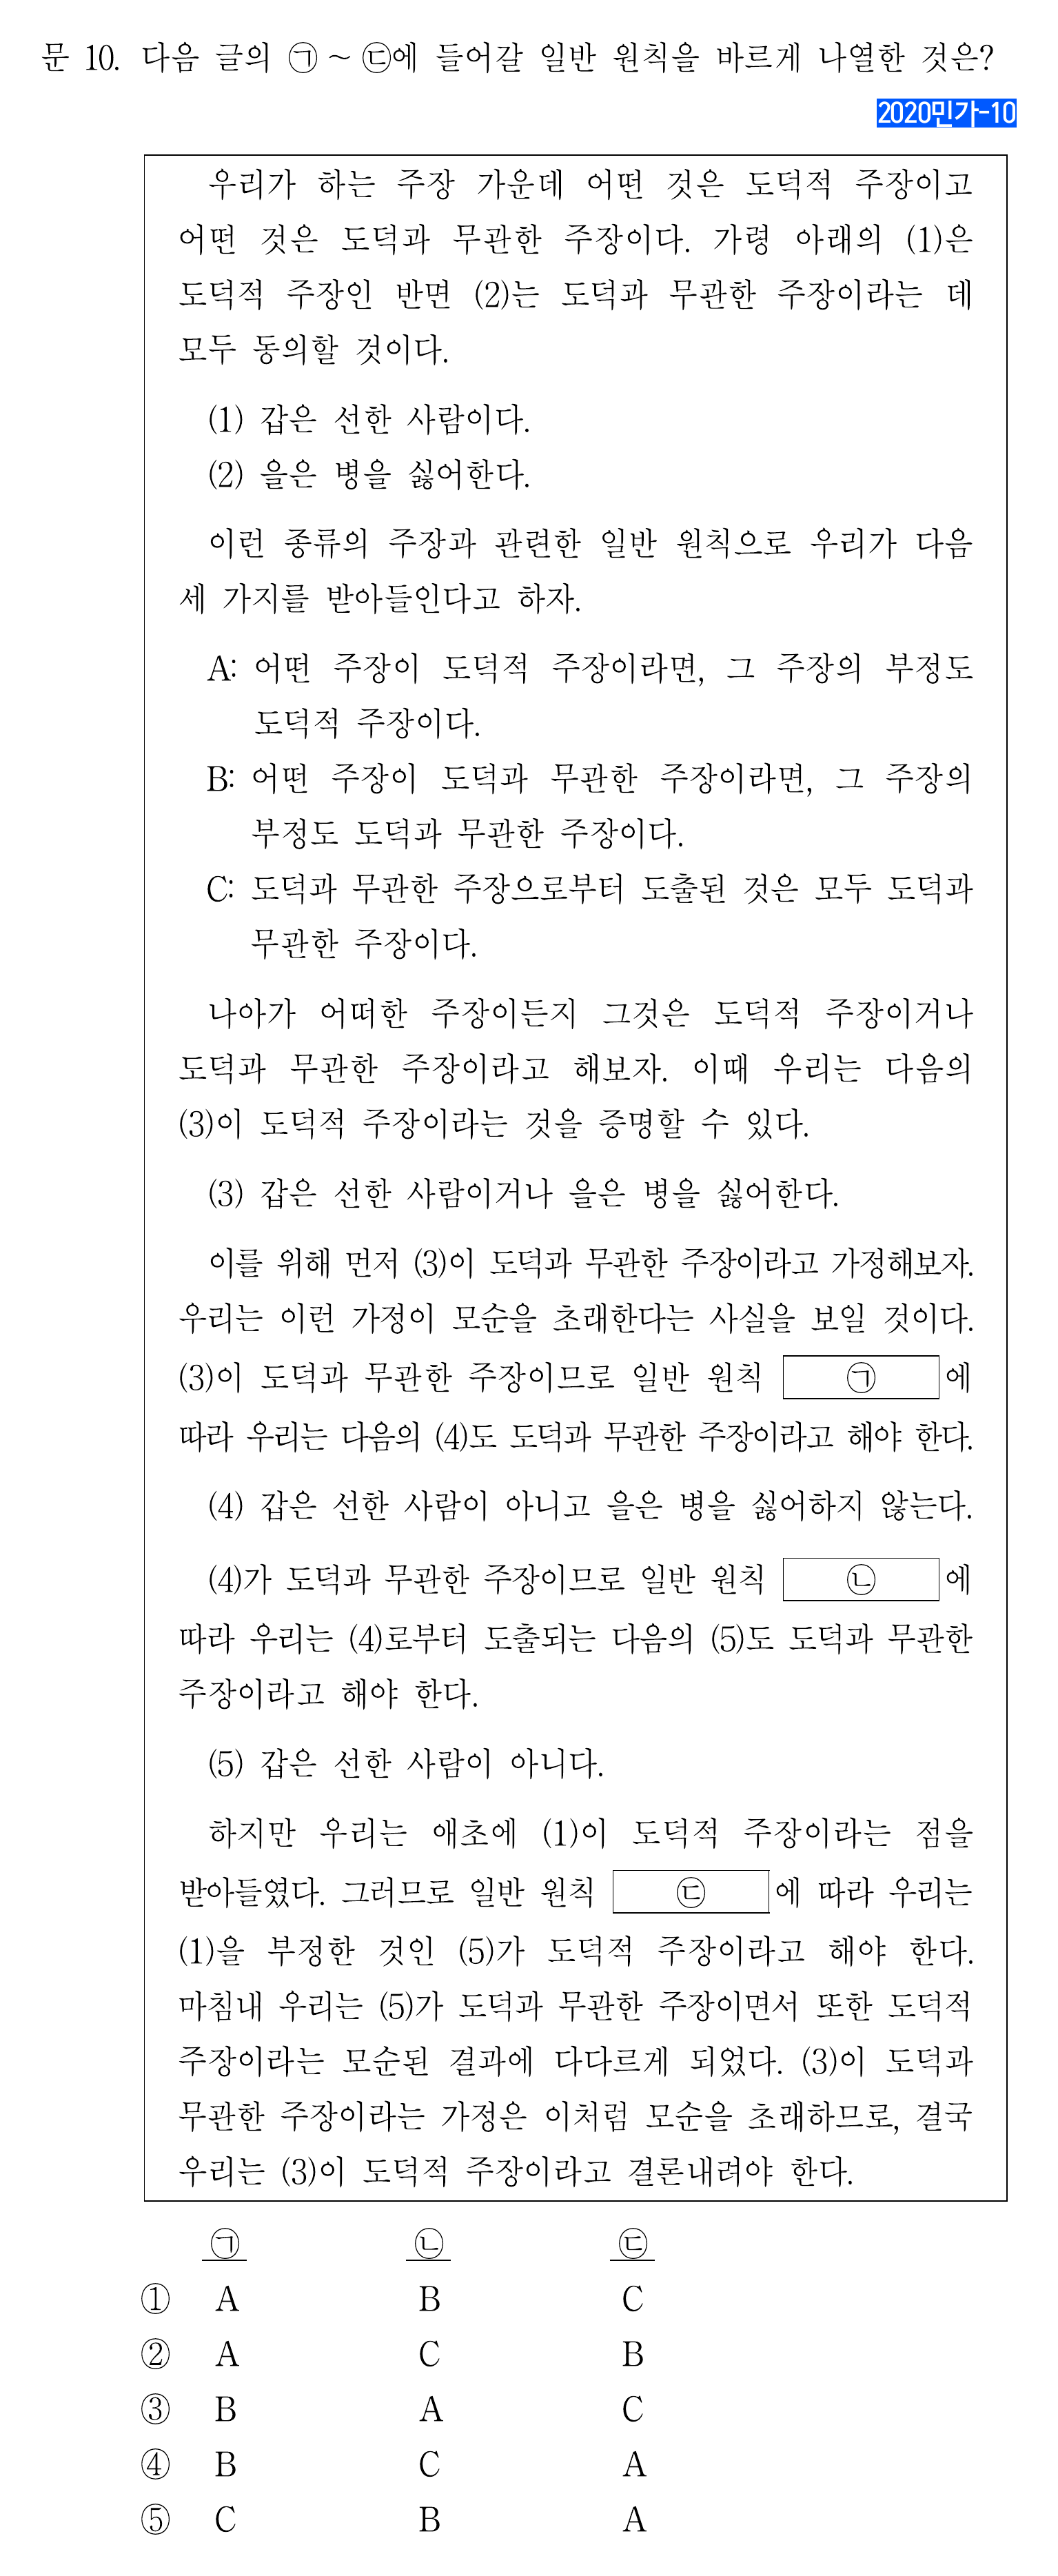 문 10. 다음 글의 ㉠ ~ ㉢에 들어갈 일반 원칙을 바르게 나열한 것은?
2020민가-10
우리가 하는 주장 가운데 어떤 것은 도덕적 주장이고
어떤 것은 도덕과 무관한 주장이다. 가령 아래의 (1)은
도덕적 주장인 반면 (2)는 도덕과 무관한 주장이라는 데
모두 동의할 것이다.
(1) 갑은 선한 사람이다.
(2) 을은 병을 싫어한다.
이런 종류의 주장과 관련한 일반 원칙으로 우리가 다음
세 가지를 받아들인다고 하자.
A: 어떤 주장이 도덕적 주장이라면, 그 주장의 부정도
도덕적 주장이다.
B: 어떤 주장이 도덕과 무관한 주장이라면, 그 주장의
부정도 도덕과 무관한 주장이다.
C: 도덕과 무관한 주장으로부터 도출된 것은 모두 도덕과
무관한 주장이다.
나아가 어떠한 주장이든지 그것은 도덕적 주장이거나
도덕과 무관한 주장이라고 해보자. 이때 우리는 다음의
(3)이 도덕적 주장이라는 것을 증명할 수 있다.
(3) 갑은 선한 사람이거나 을은 병을 싫어한다.
이를 위해 먼저 (3)이 도덕과 무관한 주장이라고 가정해보자.
우리는 이런 가정이 모순을 초래한다는 사실을 보일 것이다.
(3)이 도덕과 무관한 주장이므로 일반 원칙 ㉠ 에
따라 우리는 다음의 (4)도 도덕과 무관한 주장이라고 해야 한다.
(4) 갑은 선한 사람이 아니고 을은 병을 싫어하지 않는다.
(4)가 도덕과 무관한 주장이므로 일반 원칙 ㉡ 에
따라 우리는 (4)로부터 도출되는 다음의 (5)도 도덕과 무관한
주장이라고 해야 한다.
(5) 갑은 선한 사람이 아니다.
하지만 우리는 애초에 (1)이 도덕적 주장이라는 점을
받아들였다. 그러므로 일반 원칙 ㉢ 에 따라 우리는
(1)을 부정한 것인 (5)가 도덕적 주장이라고 해야 한다.
마침내 우리는 (5)가 도덕과 무관한 주장이면서 또한 도덕적
주장이라는 모순된 결과에 다다르게 되었다. (3)이 도덕과
무관한 주장이라는 가정은 이처럼 모순을 초래하므로, 결국
우리는 (3)이 도덕적 주장이라고 결론내려야 한다.
㉠ ㉡ ㉢
① A B C
② A C B
③ B A C
④ B C A
⑤ C B A